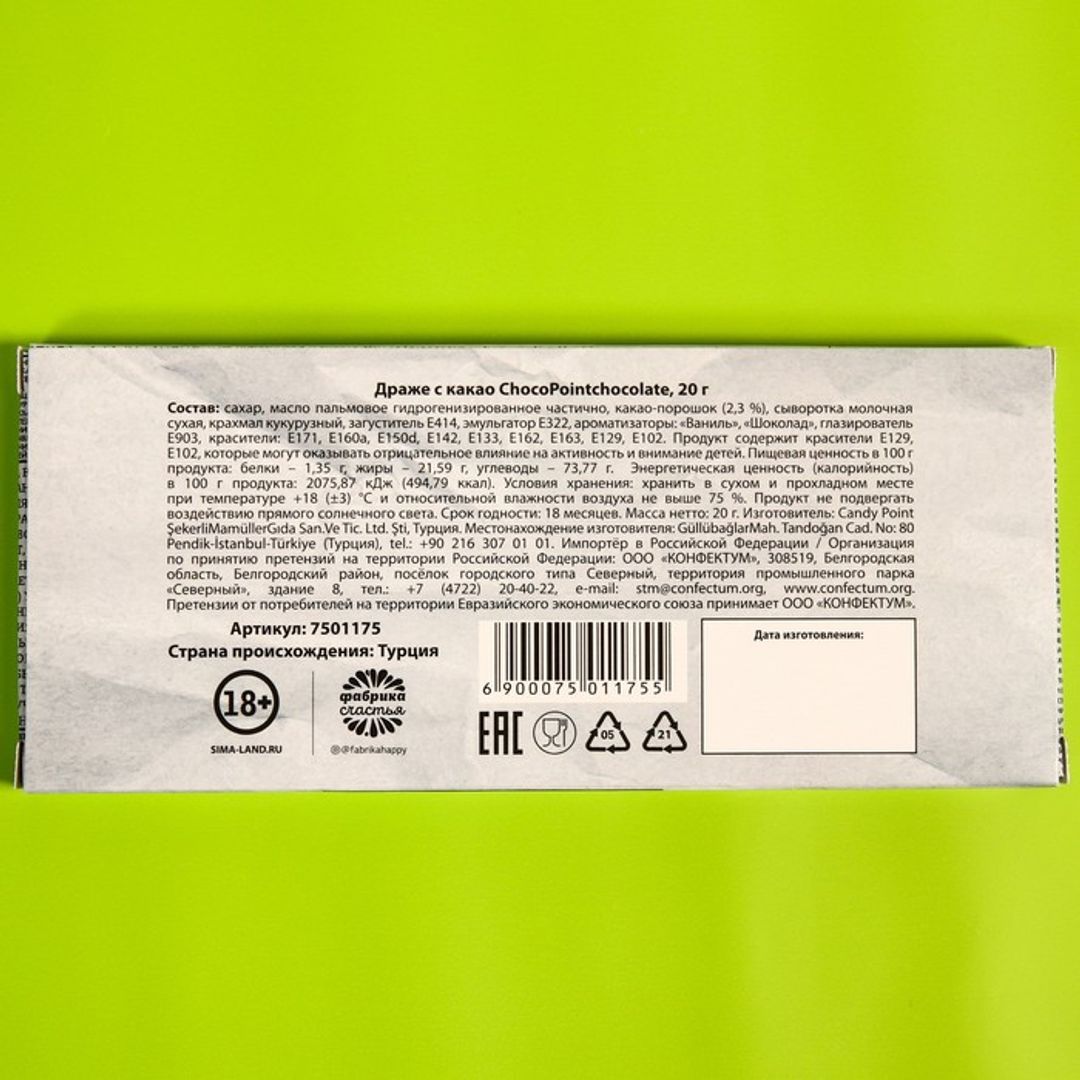 Драже с какао ChocoPointchocolate, 20 г
Состав: сахар, масло пальмовое гидрогенизированное частично, какао-порошок (2,3 %), сыворотка молочная
сухая, крахмал кукурузный, загуститель Е414, эмульгатор Е322, ароматизаторы: «Ваниль», «Шоколад», глазирователь
Е903, красители: Е171, Е160а, Е150d, Е142, Е133, Е162, Е163, Е129, Е102. Продукт содержит красители Е129,
Е102, которые могут оказывать отрицательное влияние на активность и внимание детей. Пищевая ценность в 100 г
продукта: белки – 1,35 г, жиры – 21,59 г, углеводы – 73,77 г. Энергетическая ценность (калорийность)
в 100 г продукта: 2075,87 кДж (494,79 ккал). Условия хранения: хранить в сухом и прохладном месте
при температуре +18 (±3) °С и относительной влажности воздуха не выше 75 %. Продукт не подвергать
воздействию прямого солнечного света. Срок годности: 18 месяцев. Масса нетто: 20 г. Изготовитель: Candy Point
ŞekerliMamüllerGıda San.Ve Tic. Ltd. Şti, Турция. Местонахождение изготовителя: GüllübağlarMah. Tandoğan Cad. No: 80
Pendik-İstanbul-Türkiye (Турция), tel.: +90 216 307 01 01. Импортёр в Российской Федерации / Организация
по принятию претензий на территории Российской Федерации: ООО «КОНФЕКТУМ», 308519, Белгородская
область, Белгородский район, посёлок городского типа Северный, территория промышленного парка
«Северный», здание 8, тел.: +7 (4722) 20-40-22, e-mail: stm@confectum.org, www.confectum.org.
Претензии от потребителей на территории Евразийского экономического союза принимает ООО «КОНФЕКТУМ».
Артикул: 7501175
Страна происхождения: Турция
18+
SIMA-LAND.RU
фабрика
счастья
@fabrikahappy
6 900075 011755
EAC
05
21
Дата изготовления: